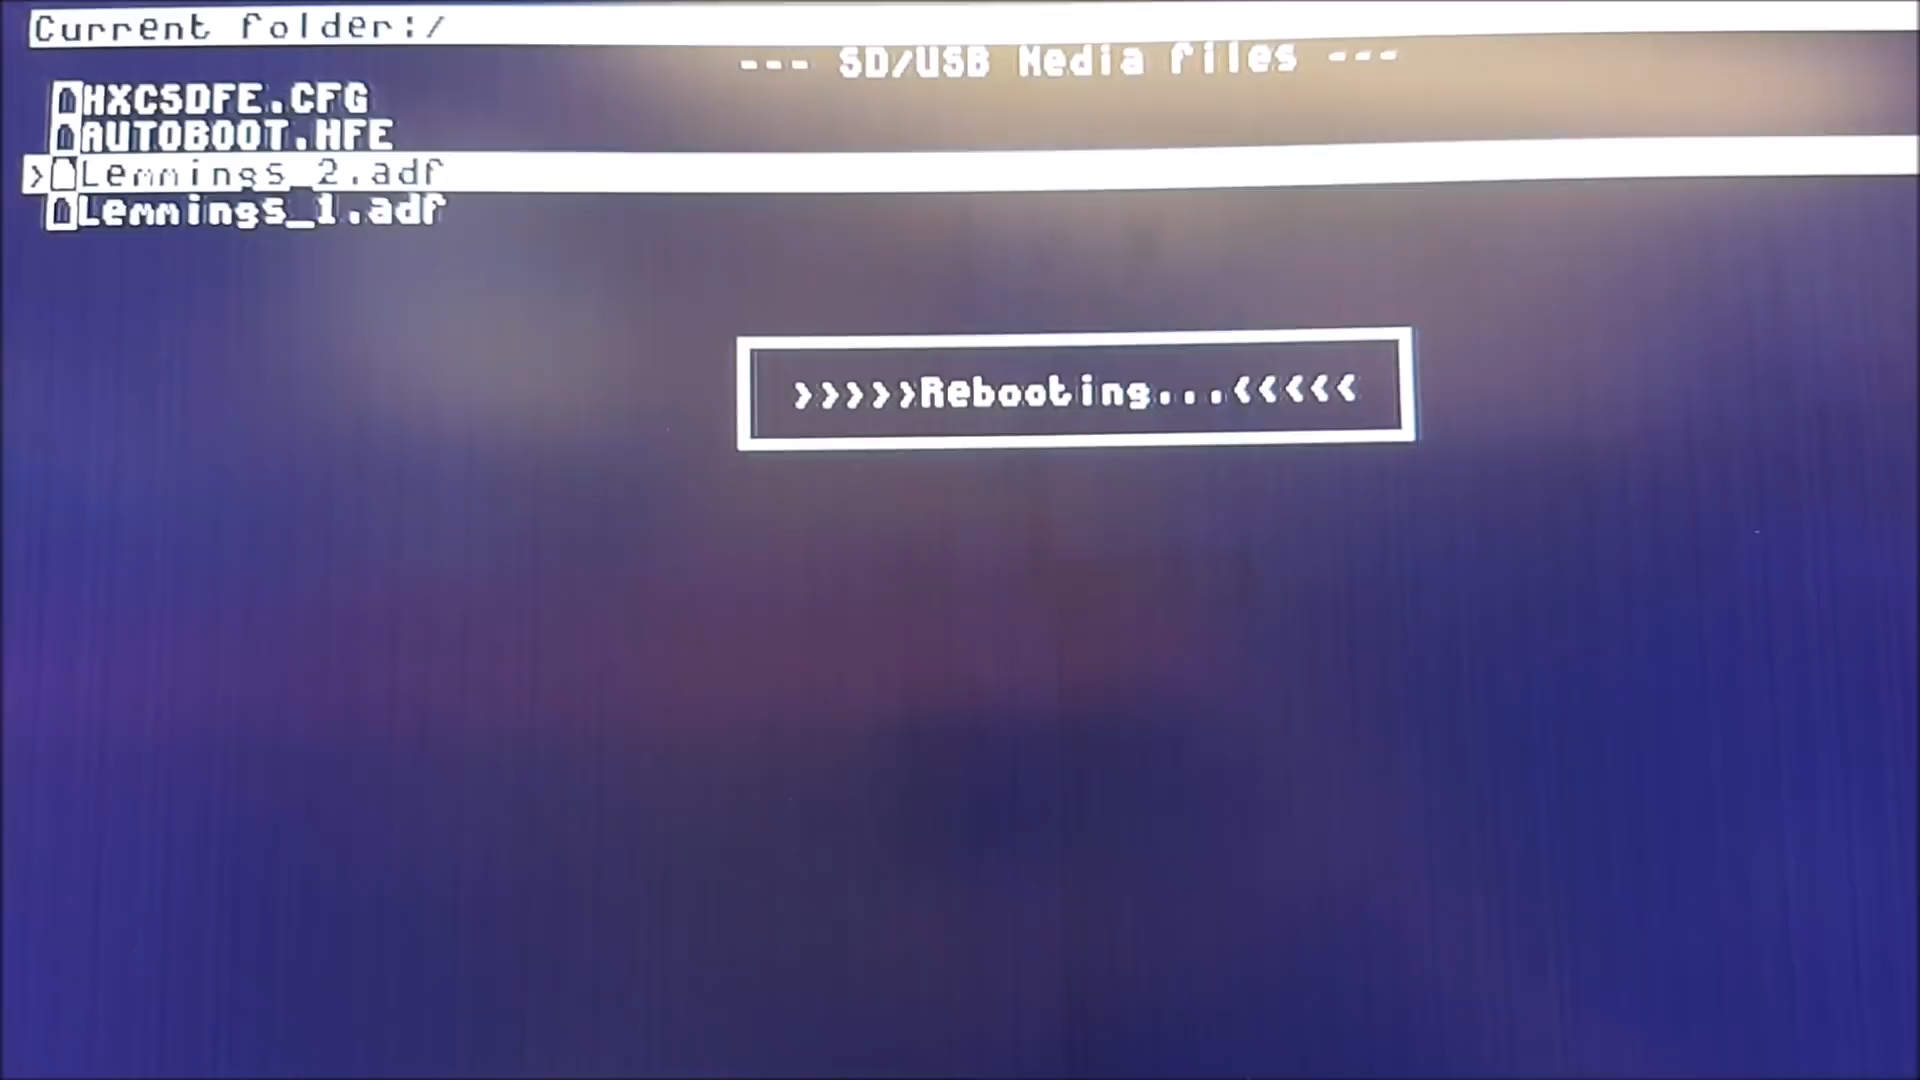 Current folder:/
--- SD/USB Media files ---
HXCSDFE.CFG
AUTOBOOT.HFE
>Lemmings_2.adf
Lemmings_1.adf
>>>>>Rebooting...<<<<<